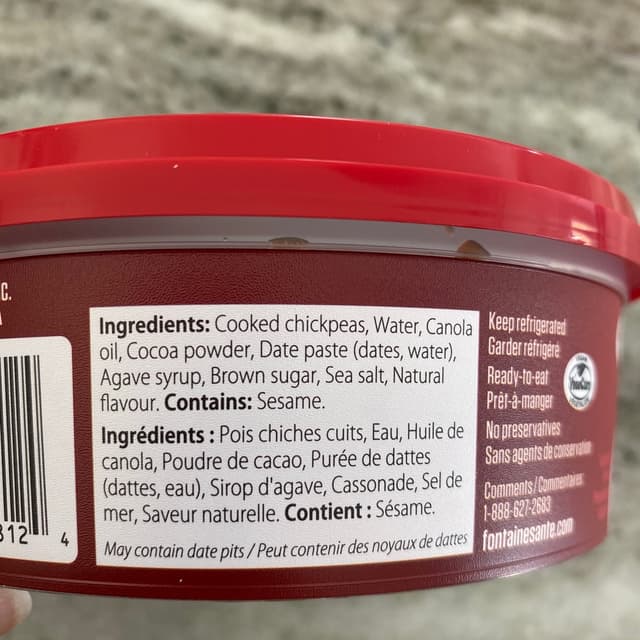 C.
Ingredients: Cooked chickpeas, Water, Canola
oil, Cocoa powder, Date paste (dates, water),
Agave syrup, Brown sugar, Sea salt, Natural
flavour. Contains: Sesame.
Ingrédients : Pois chiches cuits, Eau, Huile de
canola, Poudre de cacao, Purée de dattes
(dattes, eau), Sirop d'agave, Cassonade, Sel de
mer, Saveur naturelle. Contient : Sésame.
May contain date pits / Peut contenir des noyaux de dattes
312 4
Keep refrigerated
Garder réfrigéré
Ready-to-eat
Prêt-à-manger
No preservatives
Sans agents de conservation
Comments / Commentaires:
1-888-627-2683
fontainesante.com